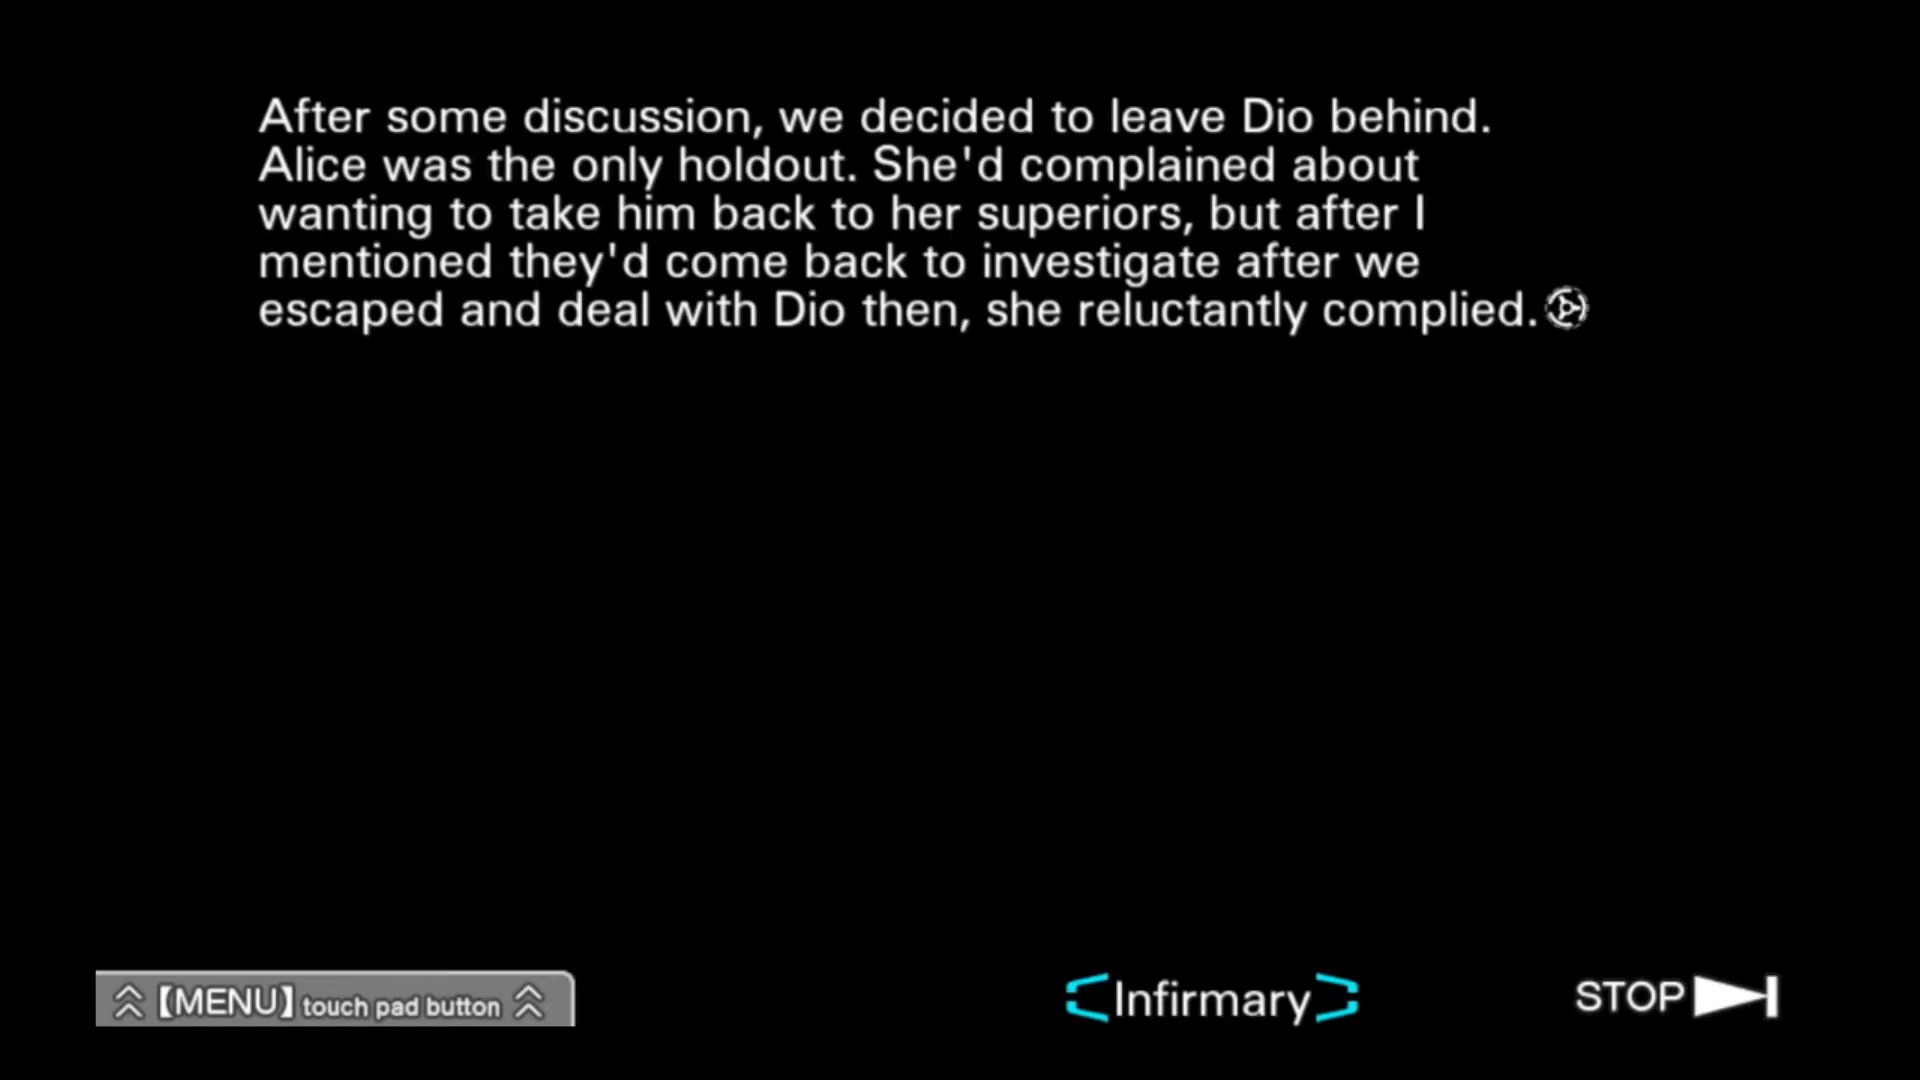 After some discussion, we decided to leave Dio behind.
Alice was the only holdout. She'd complained about
wanting to take him back to her superiors, but after I
mentioned they'd come back to investigate after we
escaped and deal with Dio then, she reluctantly complied.
【MENU】touch pad button
Infirmary
STOP